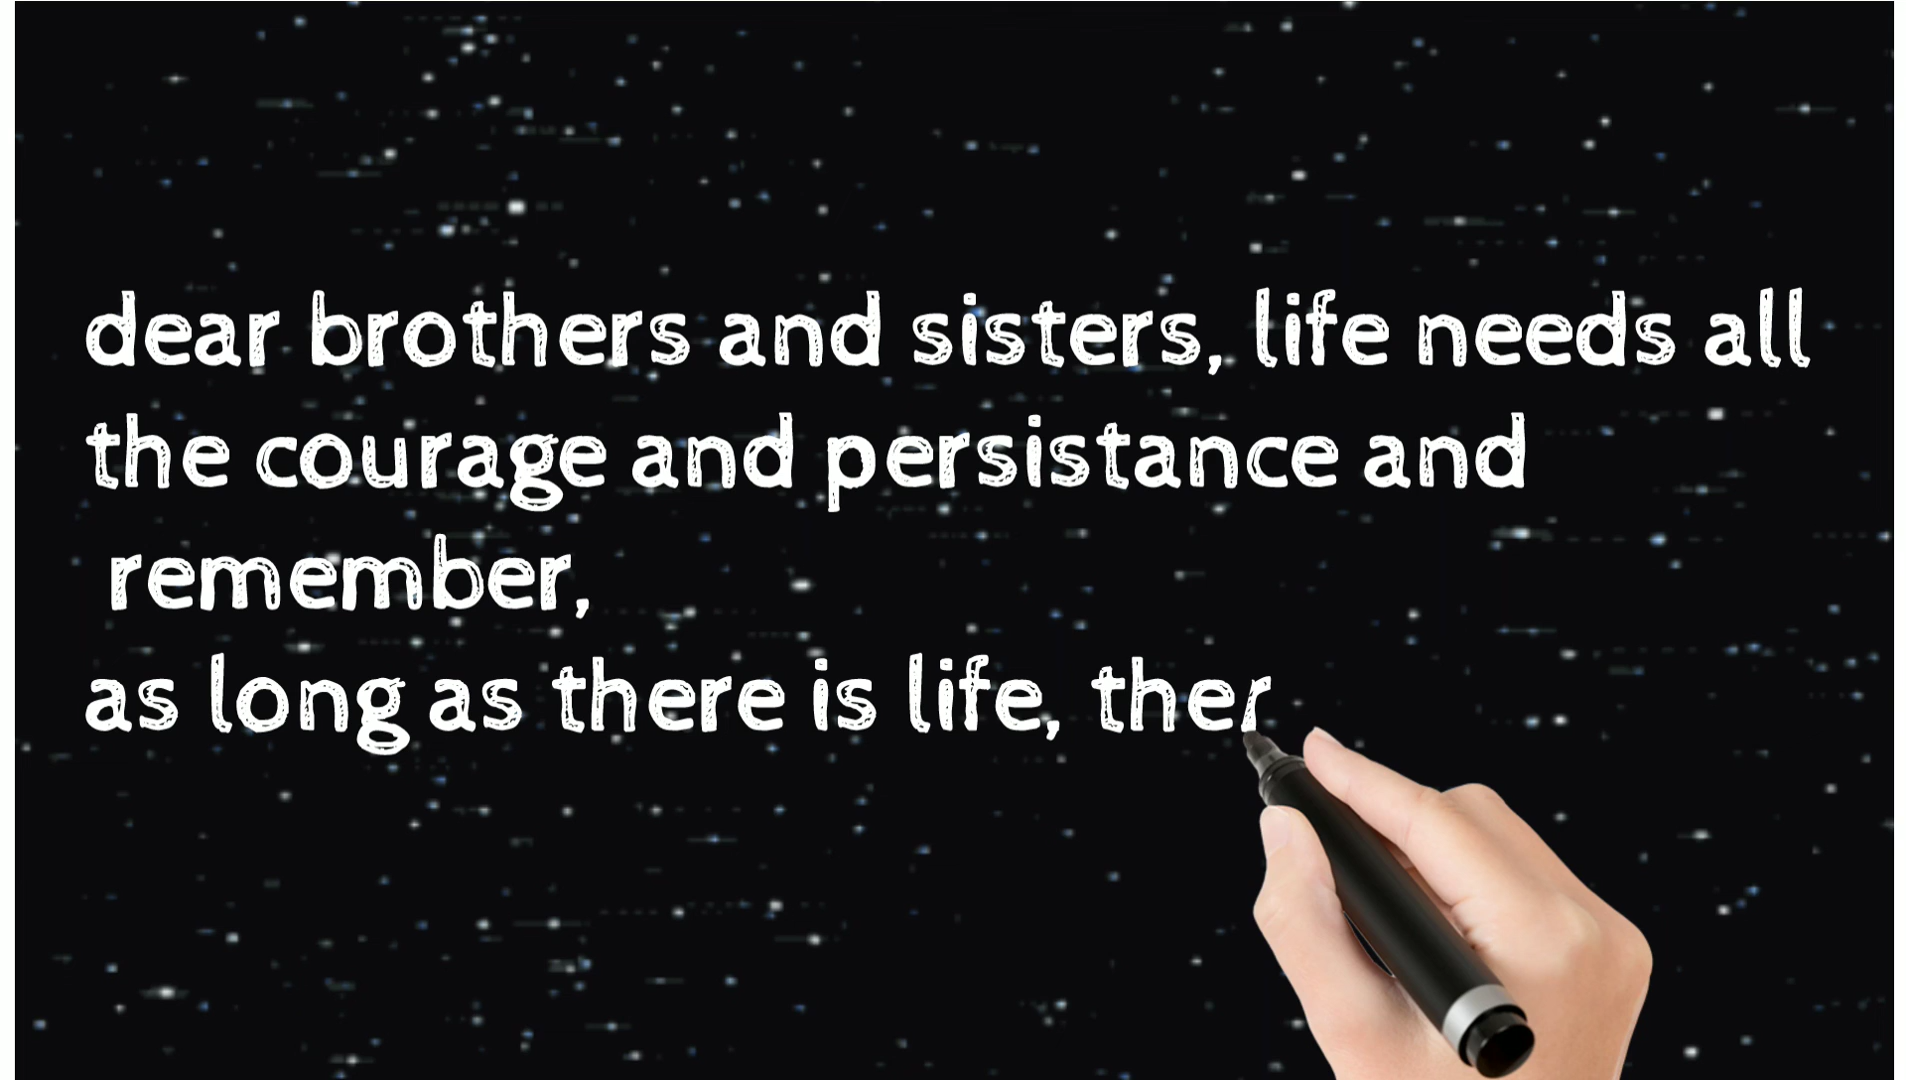 dear brothers and sisters, life needs all
the courage and persistance and
remember,
as long as there is life, ther